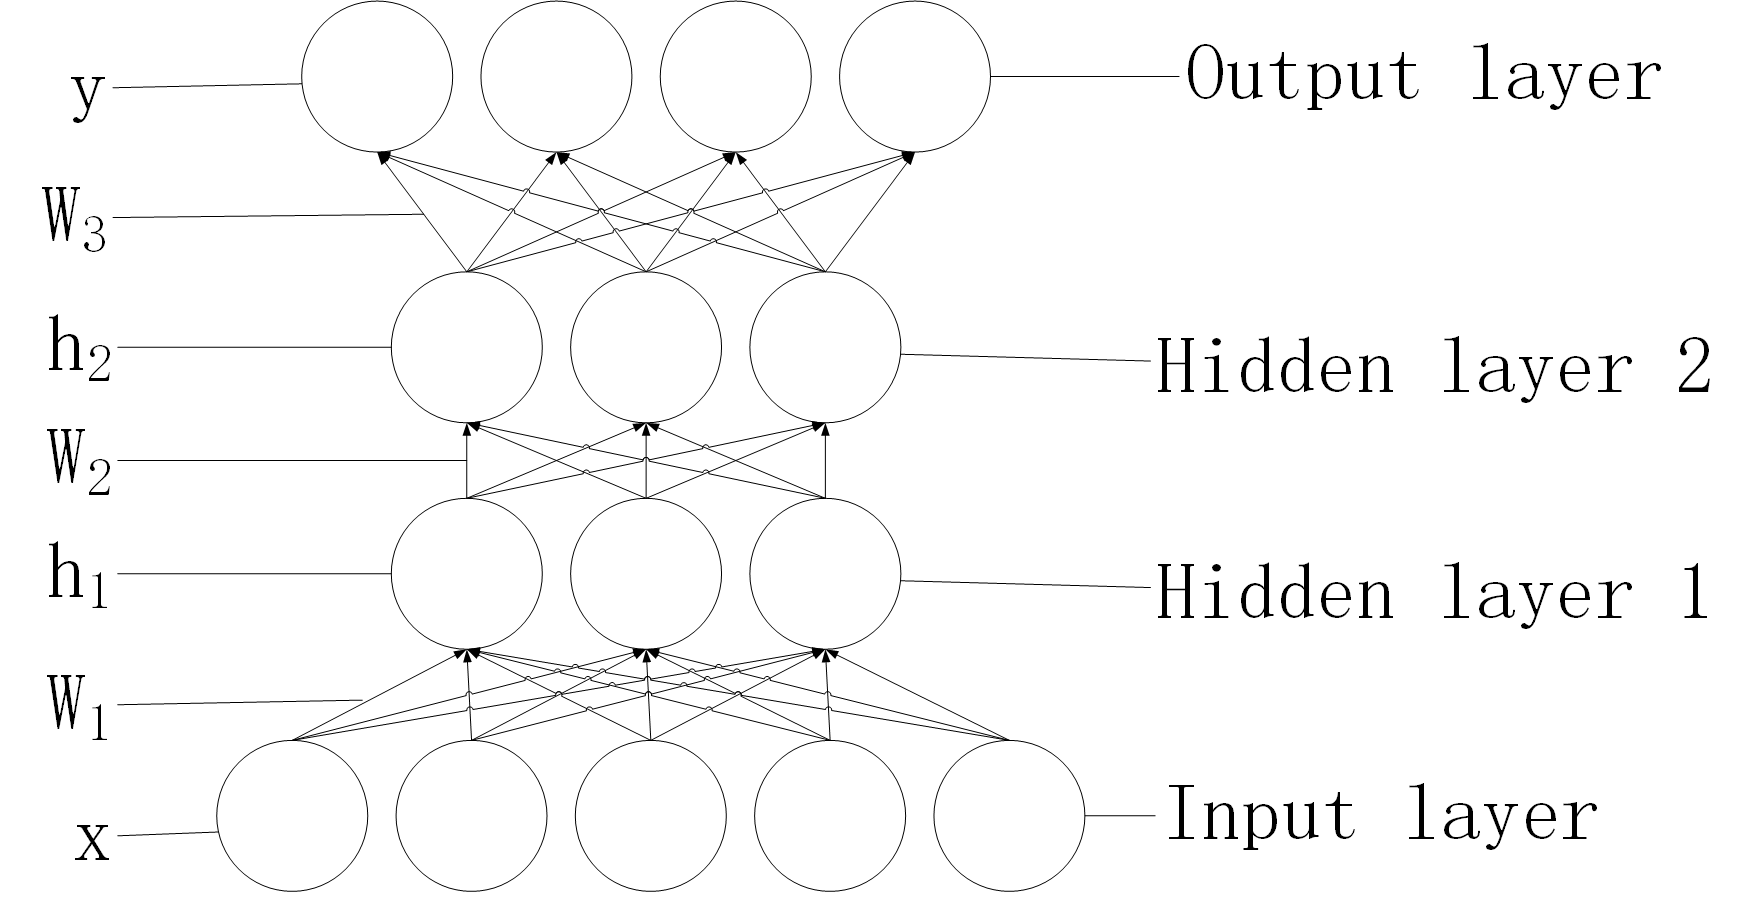 y
Output layer
W3
h2
Hidden layer 2
W2
h1
Hidden layer 1
W1
x
Input layer